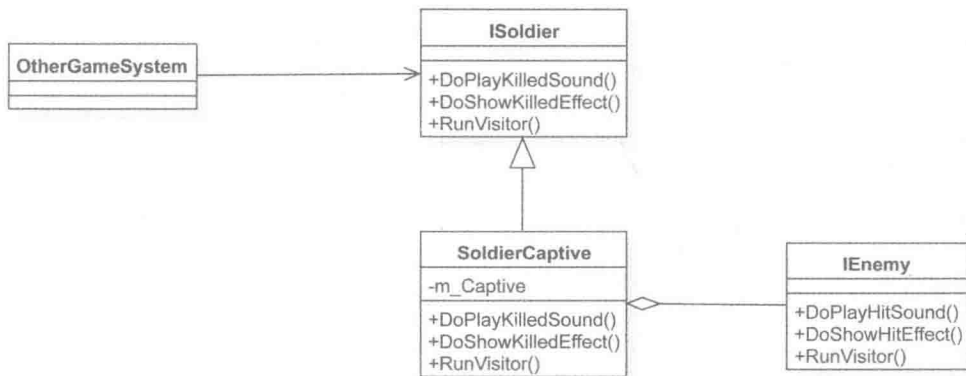 OtherGameSystem
ISoldier
+DoPlayKilledSound()
+DoShowKilledEffect()
+RunVisitor()
SoldierCaptive
-m_Captive
+DoPlayKilledSound()
+DoShowKilledEffect()
+RunVisitor()
IEnemy
+DoPlayHitSound()
+DoShowHitEffect()
+RunVisitor()